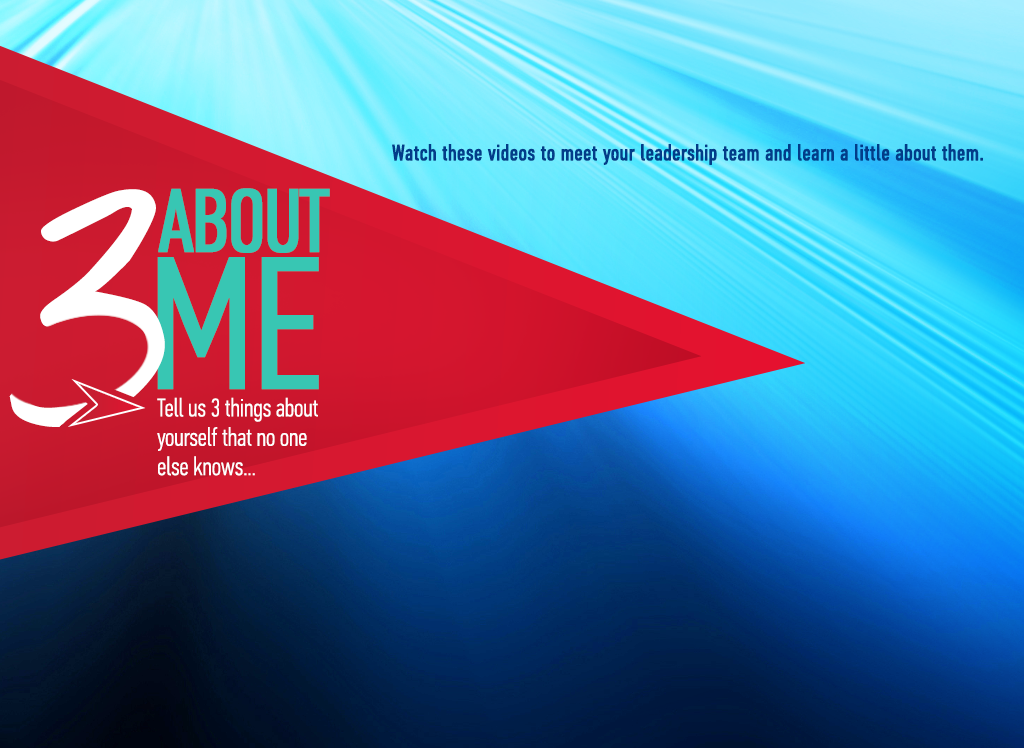 Watch these videos to meet your leadership team and learn a little about them.
3 ABOUT
ME
Tell us 3 things about
yourself that no one
else knows...